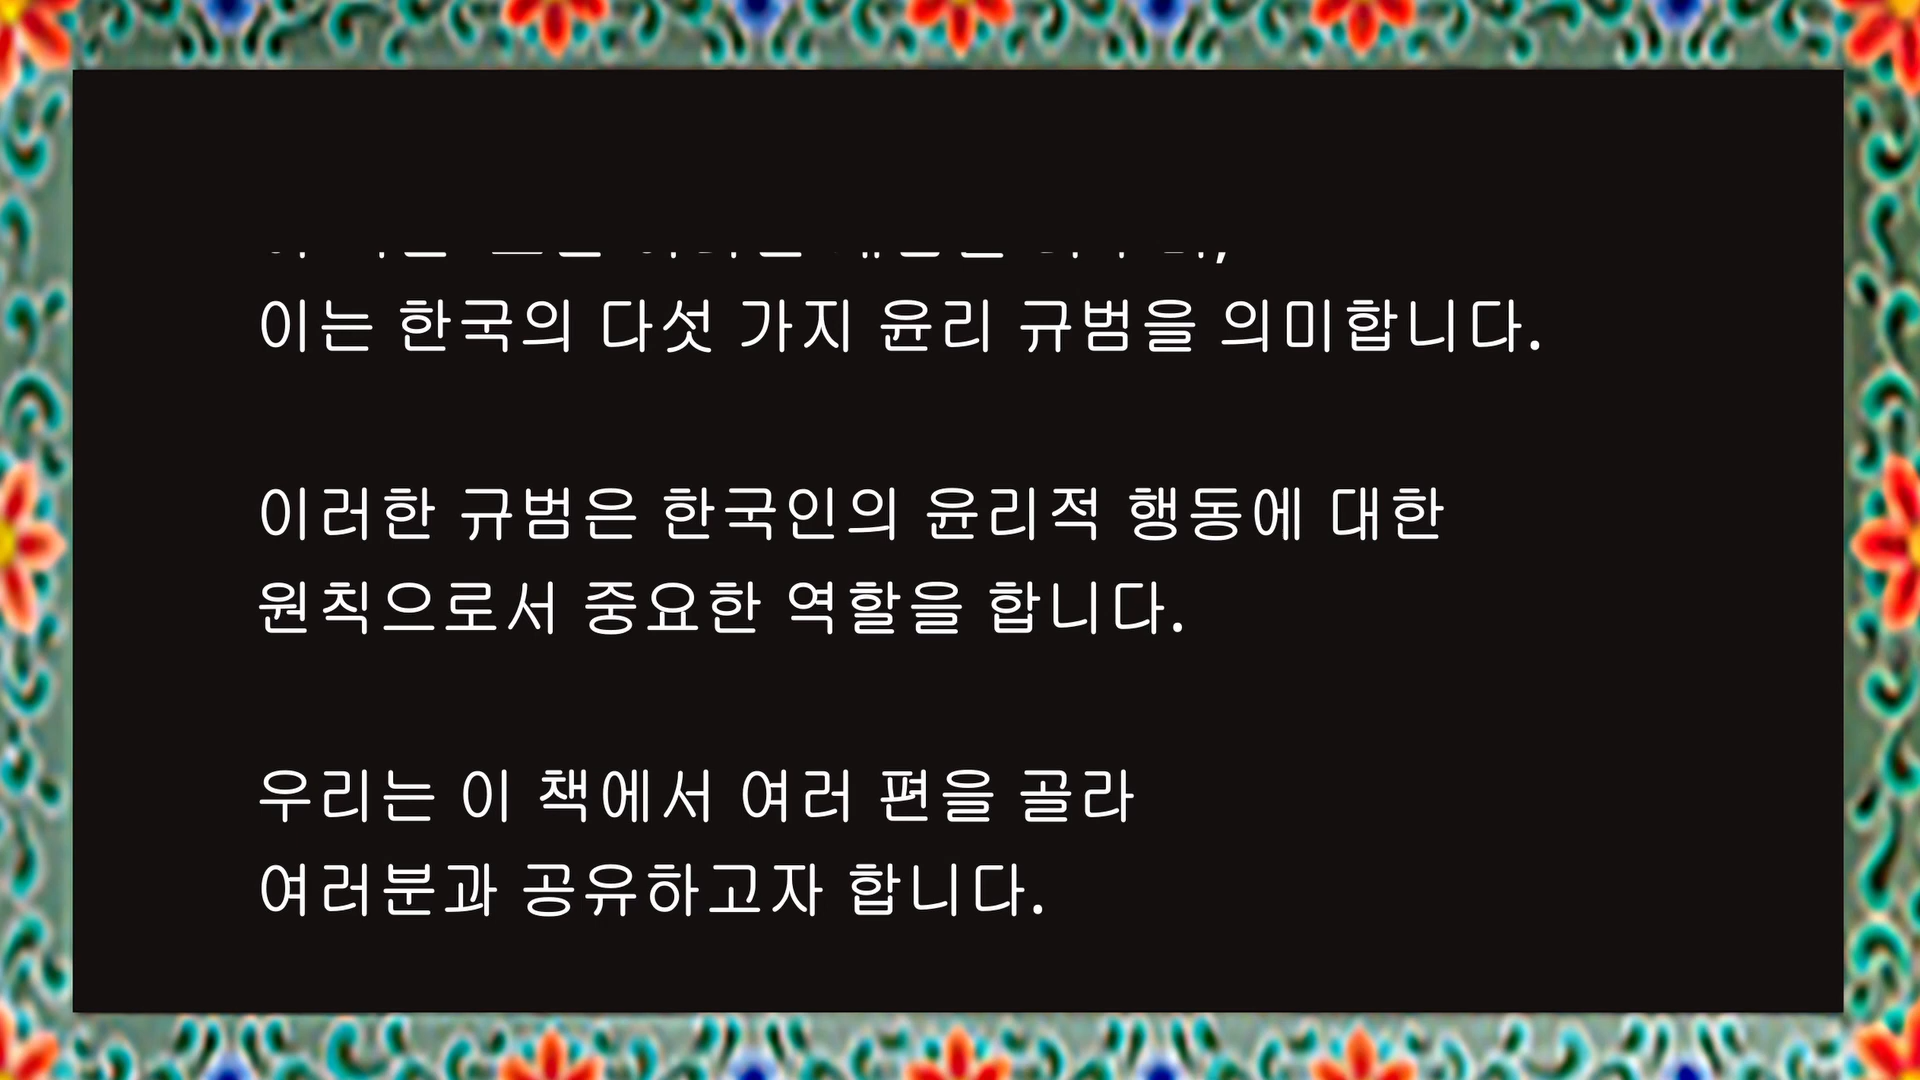 이는 한국의 다섯 가지 윤리 규범을 의미합니다.
이러한 규범은 한국인의 윤리적 행동에 대한
원칙으로서 중요한 역할을 합니다.
우리는 이 책에서 여러 편을 골라
여러분과 공유하고자 합니다.